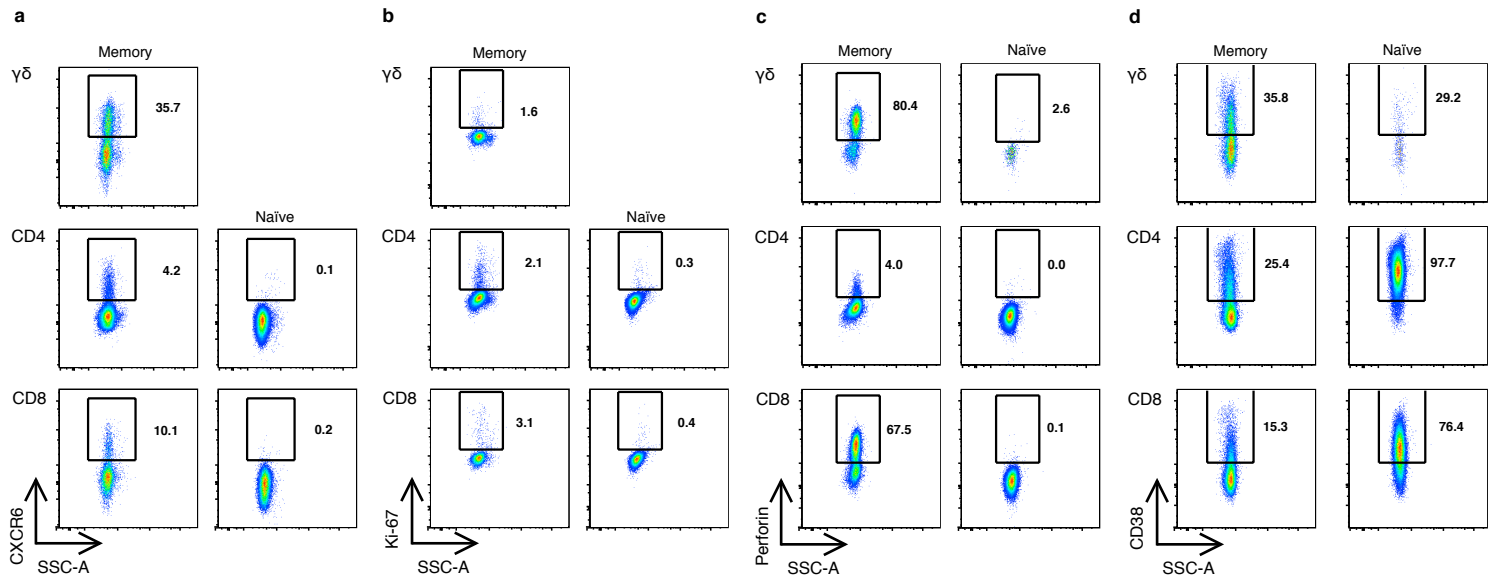 a
Memory
γδ
35.7
Naïve
CD4
4.2
0.1
CD8
10.1
0.2
CXCR6
SSC-A
b
Memory
γδ
1.6
Naïve
CD4
2.1
0.3
CD8
3.1
0.4
Ki-67
SSC-A
c
Memory
Naïve
γδ
80.4
2.6
CD4
4.0
0.0
CD8
67.5
0.1
Perforin
SSC-A
d
Memory
Naïve
γδ
35.8
29.2
CD4
25.4
97.7
CD8
15.3
76.4
CD38
SSC-A